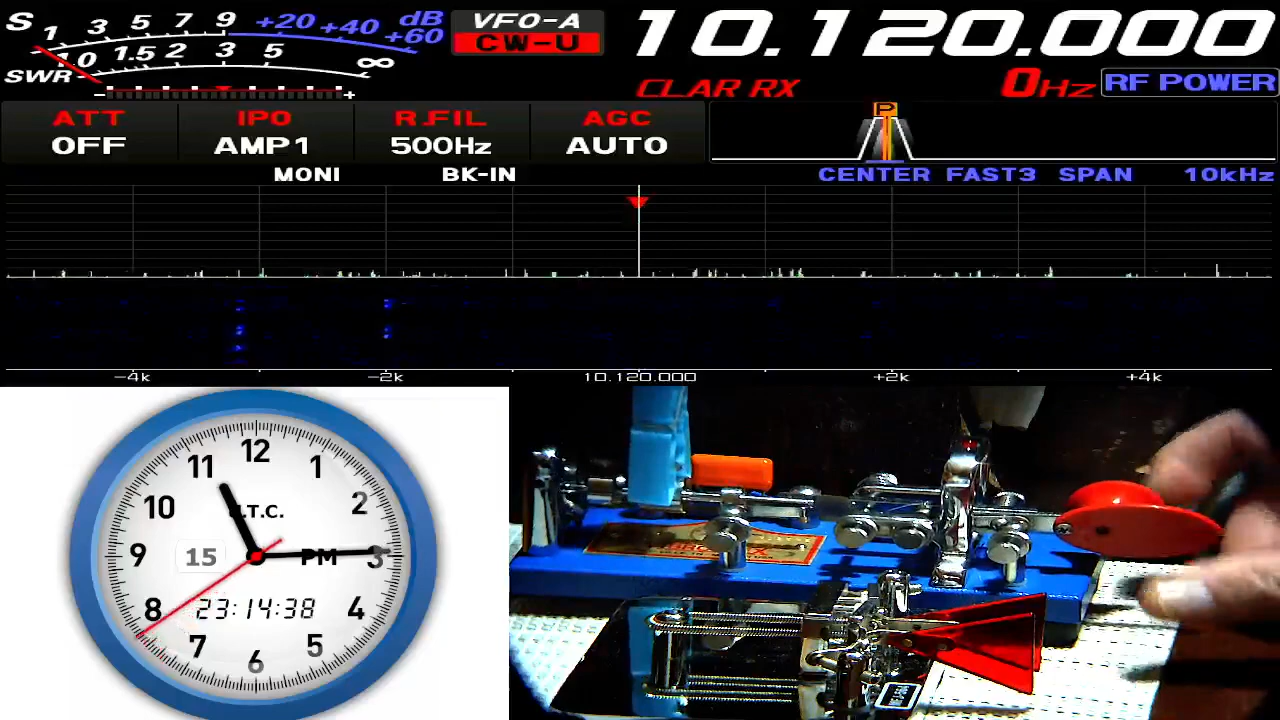 S 1 3 5 7 9 +20 +40 +60 dB
VFO-A
10.120.000
1.0 1.5 2 3 5 ∞
CW-U
SWR
- +
CLAR RX 0Hz RF POWER
ATT IPO R.FIL AGC
P
OFF AMP1 500Hz AUTO
MONI BK-IN CENTER FAST3 SPAN 10kHz
-4k -2k 10.120.000 +2k +4k
12
11 1
10 2
U.T.C.
9 15 PM 3
8 23:14:38 4
7 5
6